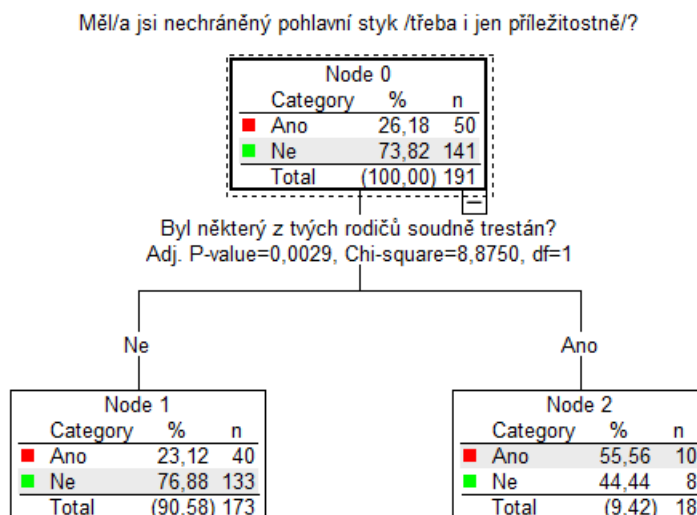 Měl/a jsi nechráněný pohlavní styk /třeba i jen příležitostně/?
Node 0
Category % n
Ano 26,18 50
Ne 73,82 141
Total (100,00) 191
Byl některý z tvých rodičů soudně trestán?
Adj. P-value=0,0029, Chi-square=8,8750, df=1
Ne
Ano
Node 1
Category % n
Ano 23,12 40
Ne 76,88 133
Total (90,58) 173
Node 2
Category % n
Ano 55,56 10
Ne 44,44 8
Total (9,42) 18